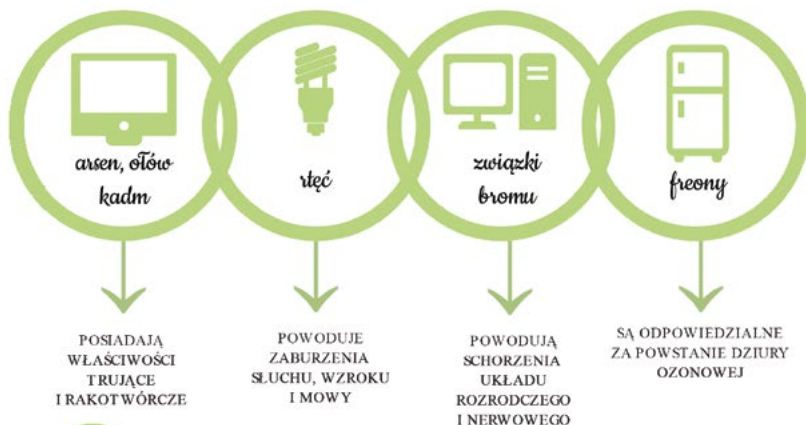 arsen, ołów
kadm
rtęć
związki
bromu
freony
POSIADAJĄ
WŁAŚCIWOŚCI
TRUJĄCE
I RAKOTWÓRCZE
POWODUJE
ZABURZENIA
SŁUCHU, WZROKU
I MOWY
POWODUJĄ
SCHORZENIA
UKŁADU
ROZRODCZEGO
I NERWOWEGO
SĄ ODPOWIEDZIALNE
ZA POWSTANIE DZIURY
OZONOWEJ